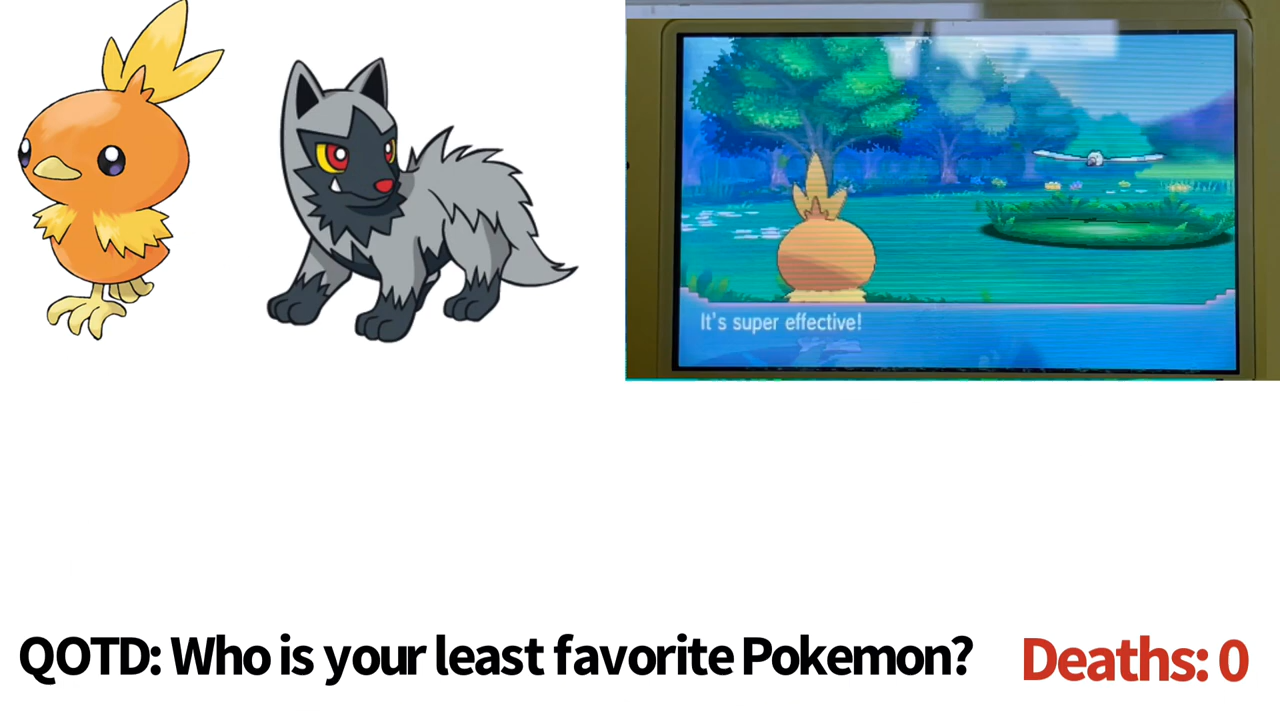 It's super effective!
QOTD: Who is your least favorite Pokemon?
Deaths: 0